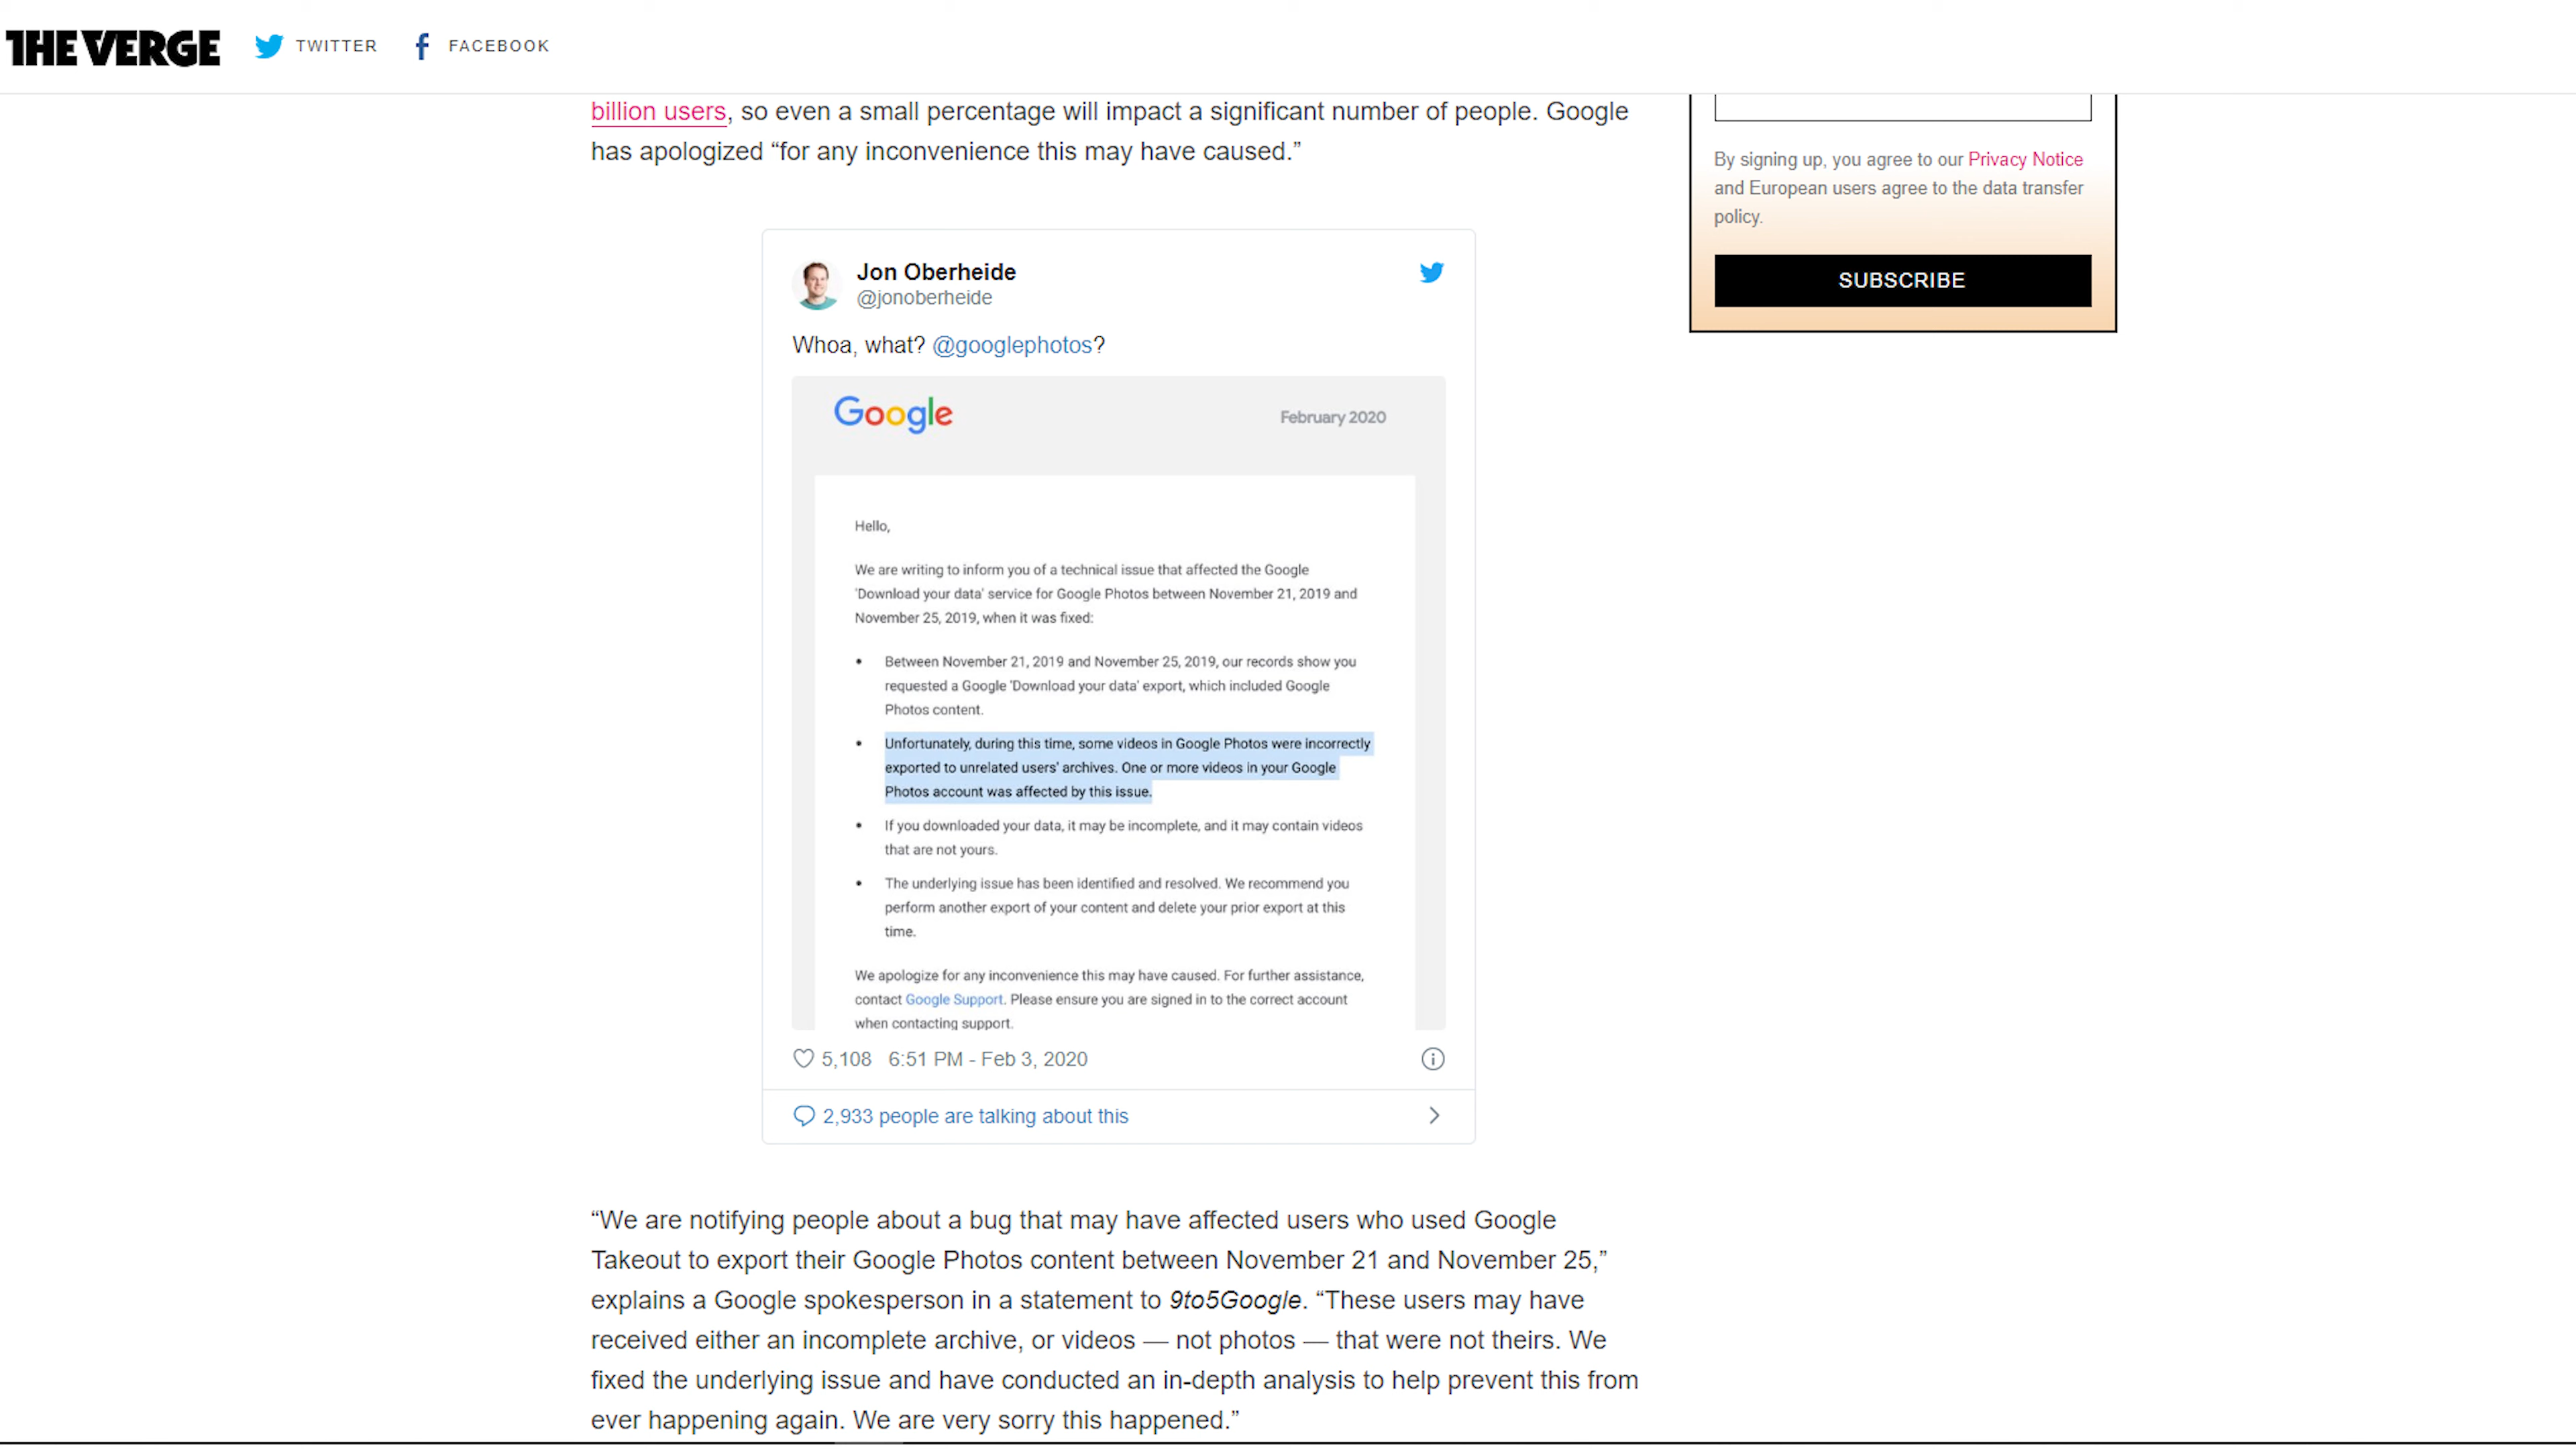 THE VERGE
TWITTER
FACEBOOK
billion users, so even a small percentage will impact a significant number of people. Google
has apologized “for any inconvenience this may have caused.”
By signing up, you agree to our Privacy Notice
and European users agree to the data transfer
policy.
SUBSCRIBE
Jon Oberheide
@jonoberheide
Whoa, what? @googlephotos?
Google
February 2020
Hello,
We are writing to inform you of a technical issue that affected the Google
'Download your data' service for Google Photos between November 21, 2019 and
November 25, 2019, when it was fixed:
• Between November 21, 2019 and November 25, 2019, our records show you
requested a Google 'Download your data' export, which included Google
Photos content.
• Unfortunately, during this time, some videos in Google Photos were incorrectly
exported to unrelated users' archives. One or more videos in your Google
Photos account was affected by this issue.
• If you downloaded your data, it may be incomplete, and it may contain videos
that are not yours.
• The underlying issue has been identified and resolved. We recommend you
perform another export of your content and delete your prior export at this
time.
We apologize for any inconvenience this may have caused. For further assistance,
contact Google Support. Please ensure you are signed in to the correct account
when contacting support.
5,108 6:51 PM - Feb 3, 2020
2,933 people are talking about this
“We are notifying people about a bug that may have affected users who used Google
Takeout to export their Google Photos content between November 21 and November 25,”
explains a Google spokesperson in a statement to 9to5Google. “These users may have
received either an incomplete archive, or videos — not photos — that were not theirs. We
fixed the underlying issue and have conducted an in-depth analysis to help prevent this from
ever happening again. We are very sorry this happened.”